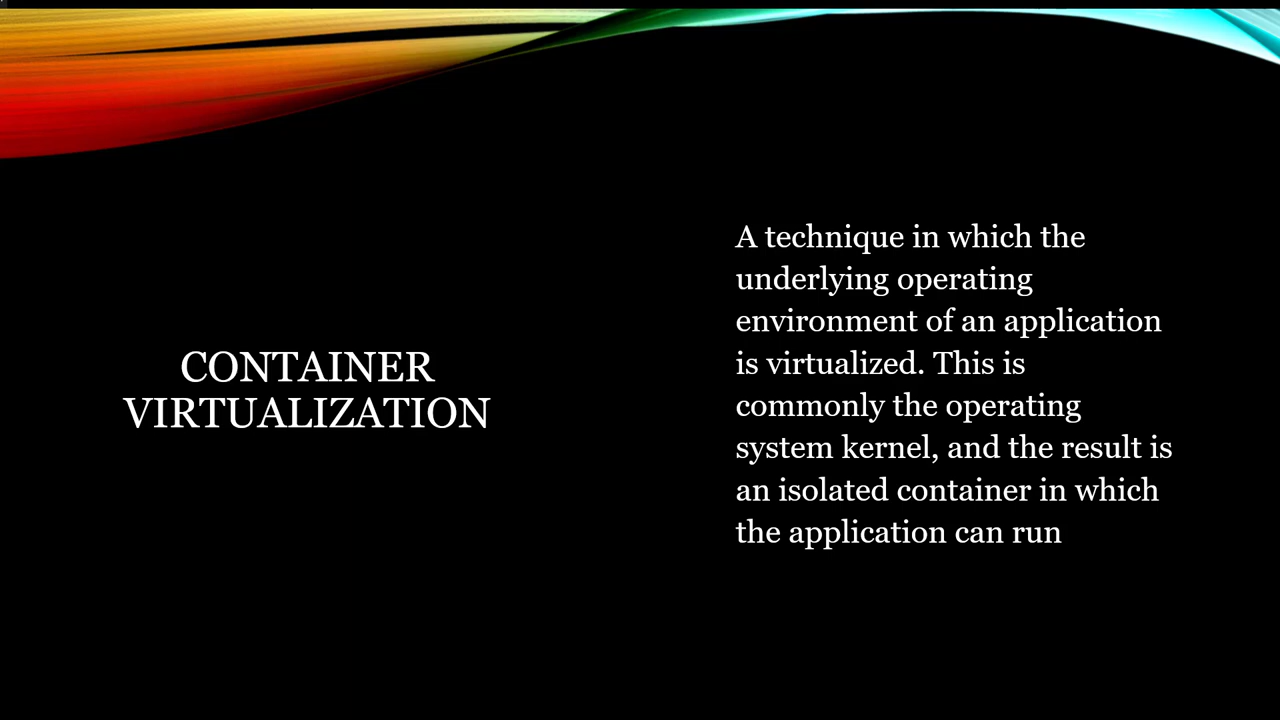 CONTAINER
VIRTUALIZATION
A technique in which the
underlying operating
environment of an application
is virtualized. This is
commonly the operating
system kernel, and the result is
an isolated container in which
the application can run